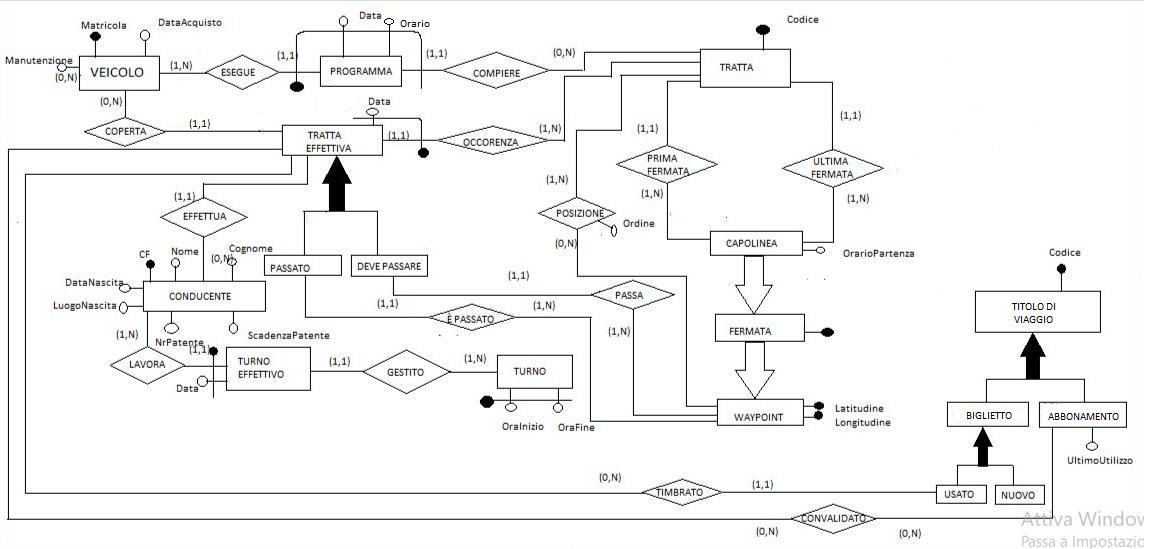 Matricola
DataAcquisto
Data
Orario
Codice
Manutenzione
(0,N)
VEICOLO
(1,N)
ESEGUE
(1,1)
PROGRAMMA
(1,1)
COMPIERE
(0,N)
TRATTA
(0,N)
COPERTA
(1,1)
Data
TRATTA
EFFETTIVA
(1,1)
OCCORENZA
(1,N)
(1,1)
(1,1)
PRIMA
FERMATA
ULTIMA
FERMATA
(1,N)
(1,N)
(1,N)
(1,1)
EFFETTUA
(0,N)
POSIZIONE
Ordine
(0,N)
CAPOLINEA
OrarioPartenza
CF
Nome
Cognome
PASSATO
DEVE PASSARE
DataNascita
LuogoNascita
CONDUCENTE
(1,1)
PASSA
(1,N)
(1,1)
È PASSATO
(1,N)
FERMATA
Codice
TITOLO DI
VIAGGIO
NrPatente
ScadenzaPatente
(1,N)
LAVORA
(1,1)
Data
TURNO
EFFETTIVO
(1,1)
GESTITO
(1,N)
TURNO
OraInizio
OraFine
WAYPOINT
Latitudine
Longitudine
BIGLIETTO
ABBONAMENTO
UltimoUtilizzo
(0,N)
TIMBRATO
(1,1)
USATO
NUOVO
(0,N)
CONVALIDATO
(0,N)
Attiva Window
Passa a Impostazio